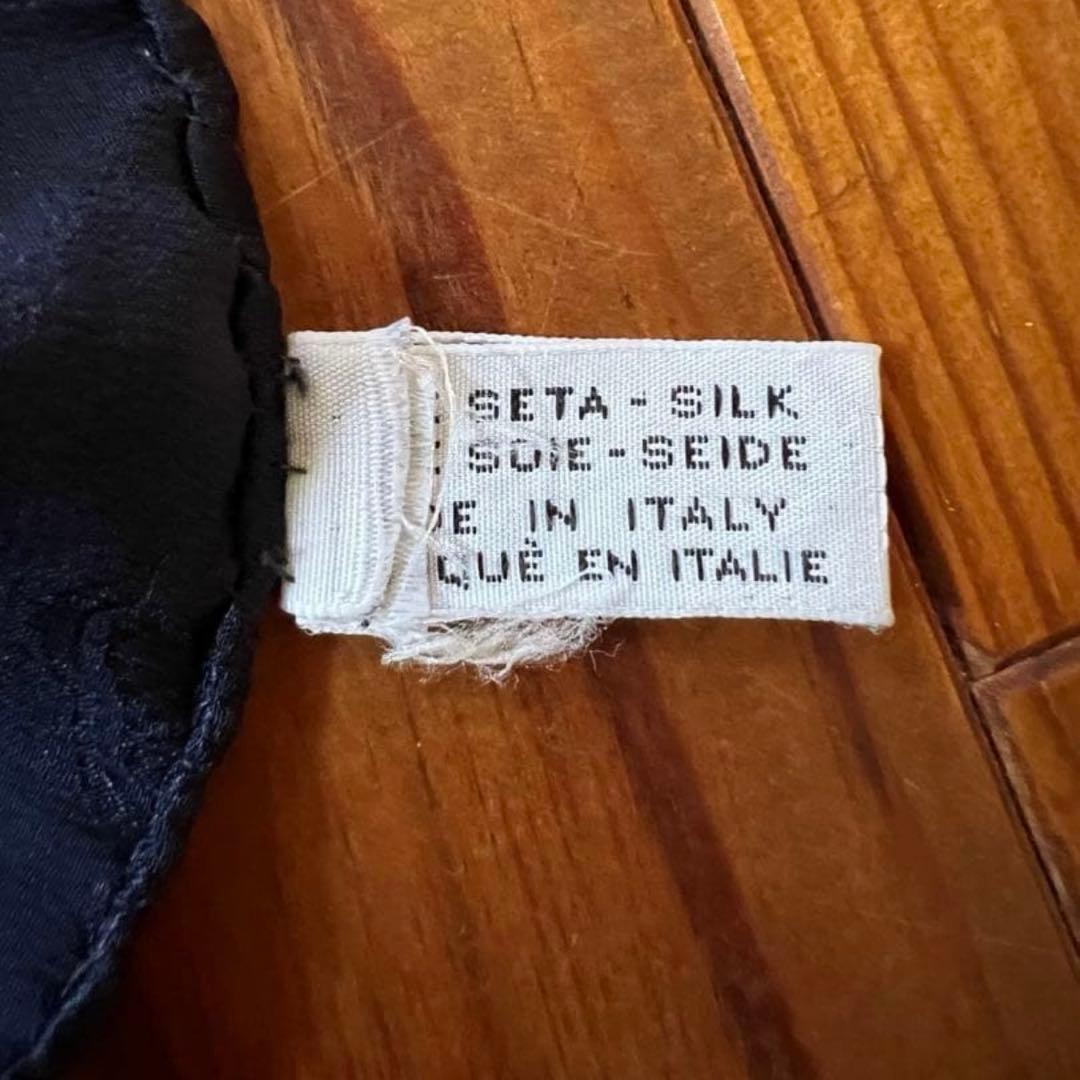 SETA - SILK
SOIE - SEIDE
E IN ITALY
QUÉ EN ITALIE